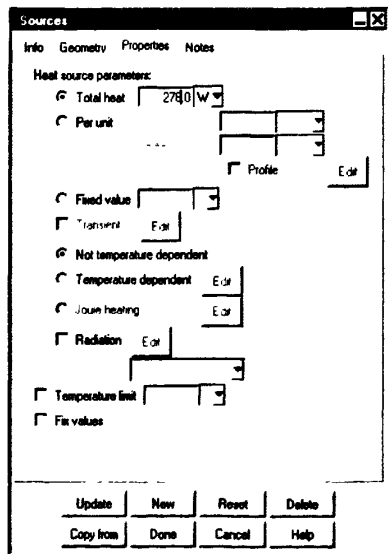 Sources
Info Geometry Properties Notes
Heat source parameters:
Total heat 278.0 W
Per unit
Profile Edit
Fixed value
Transient Edit
Not temperature dependent
Temperature dependent Edit
Joule heating Edit
Radiation Edit
Temperature limit
Fix values
Update New Reset Delete
Copy from Done Cancel Help